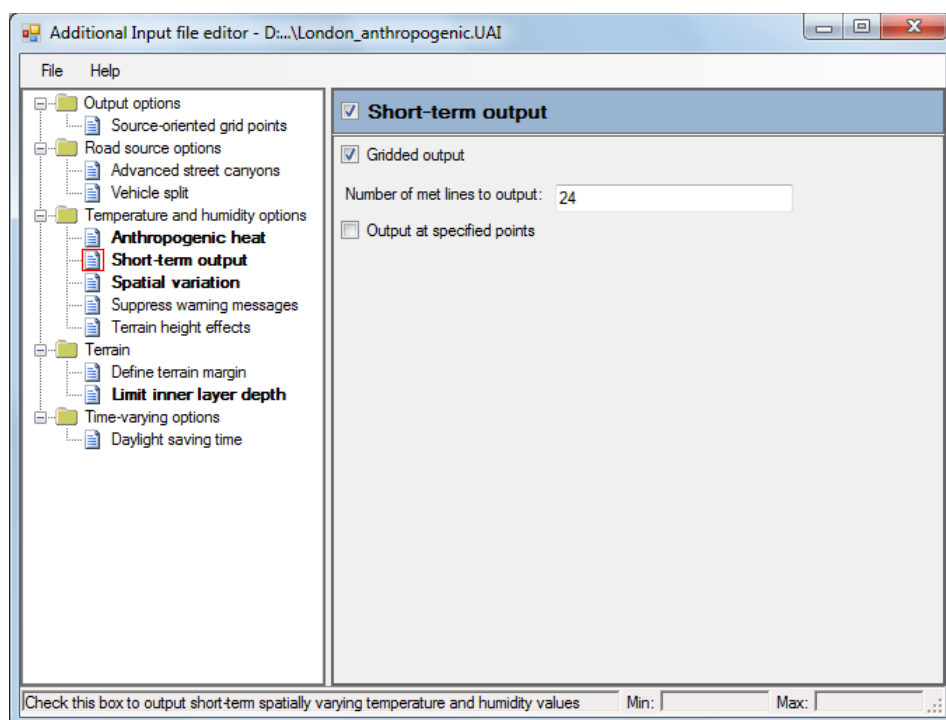 Additional Input file editor - D:...\London_anthropogenic.UAI
File Help
Output options
Source-oriented grid points
Road source options
Advanced street canyons
Vehicle split
Temperature and humidity options
Anthropogenic heat
Short-term output
Spatial variation
Suppress warning messages
Terrain height effects
Terrain
Define terrain margin
Limit inner layer depth
Time-varying options
Daylight saving time
Short-term output
Gridded output
Number of met lines to output: 24
Output at specified points
Check this box to output short-term spatially varying temperature and humidity values Min: Max: